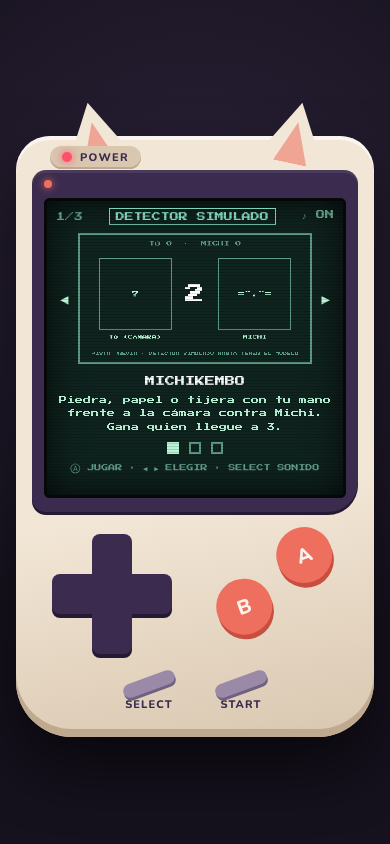 POWER
1/3 DETECTOR SIMULADO ♪ ON
Tú 0 · MICHI 0
? 2 =^.^=
Tú (CÁMARA) MICHI
MICHIKEMBO
Piedra, papel o tijera con tu mano
frente a la cámara contra Michi.
Gana quien llegue a 3.
Ⓐ JUGAR · ◂ ▸ ELEGIR · SELECT SONIDO
A
B
SELECT START